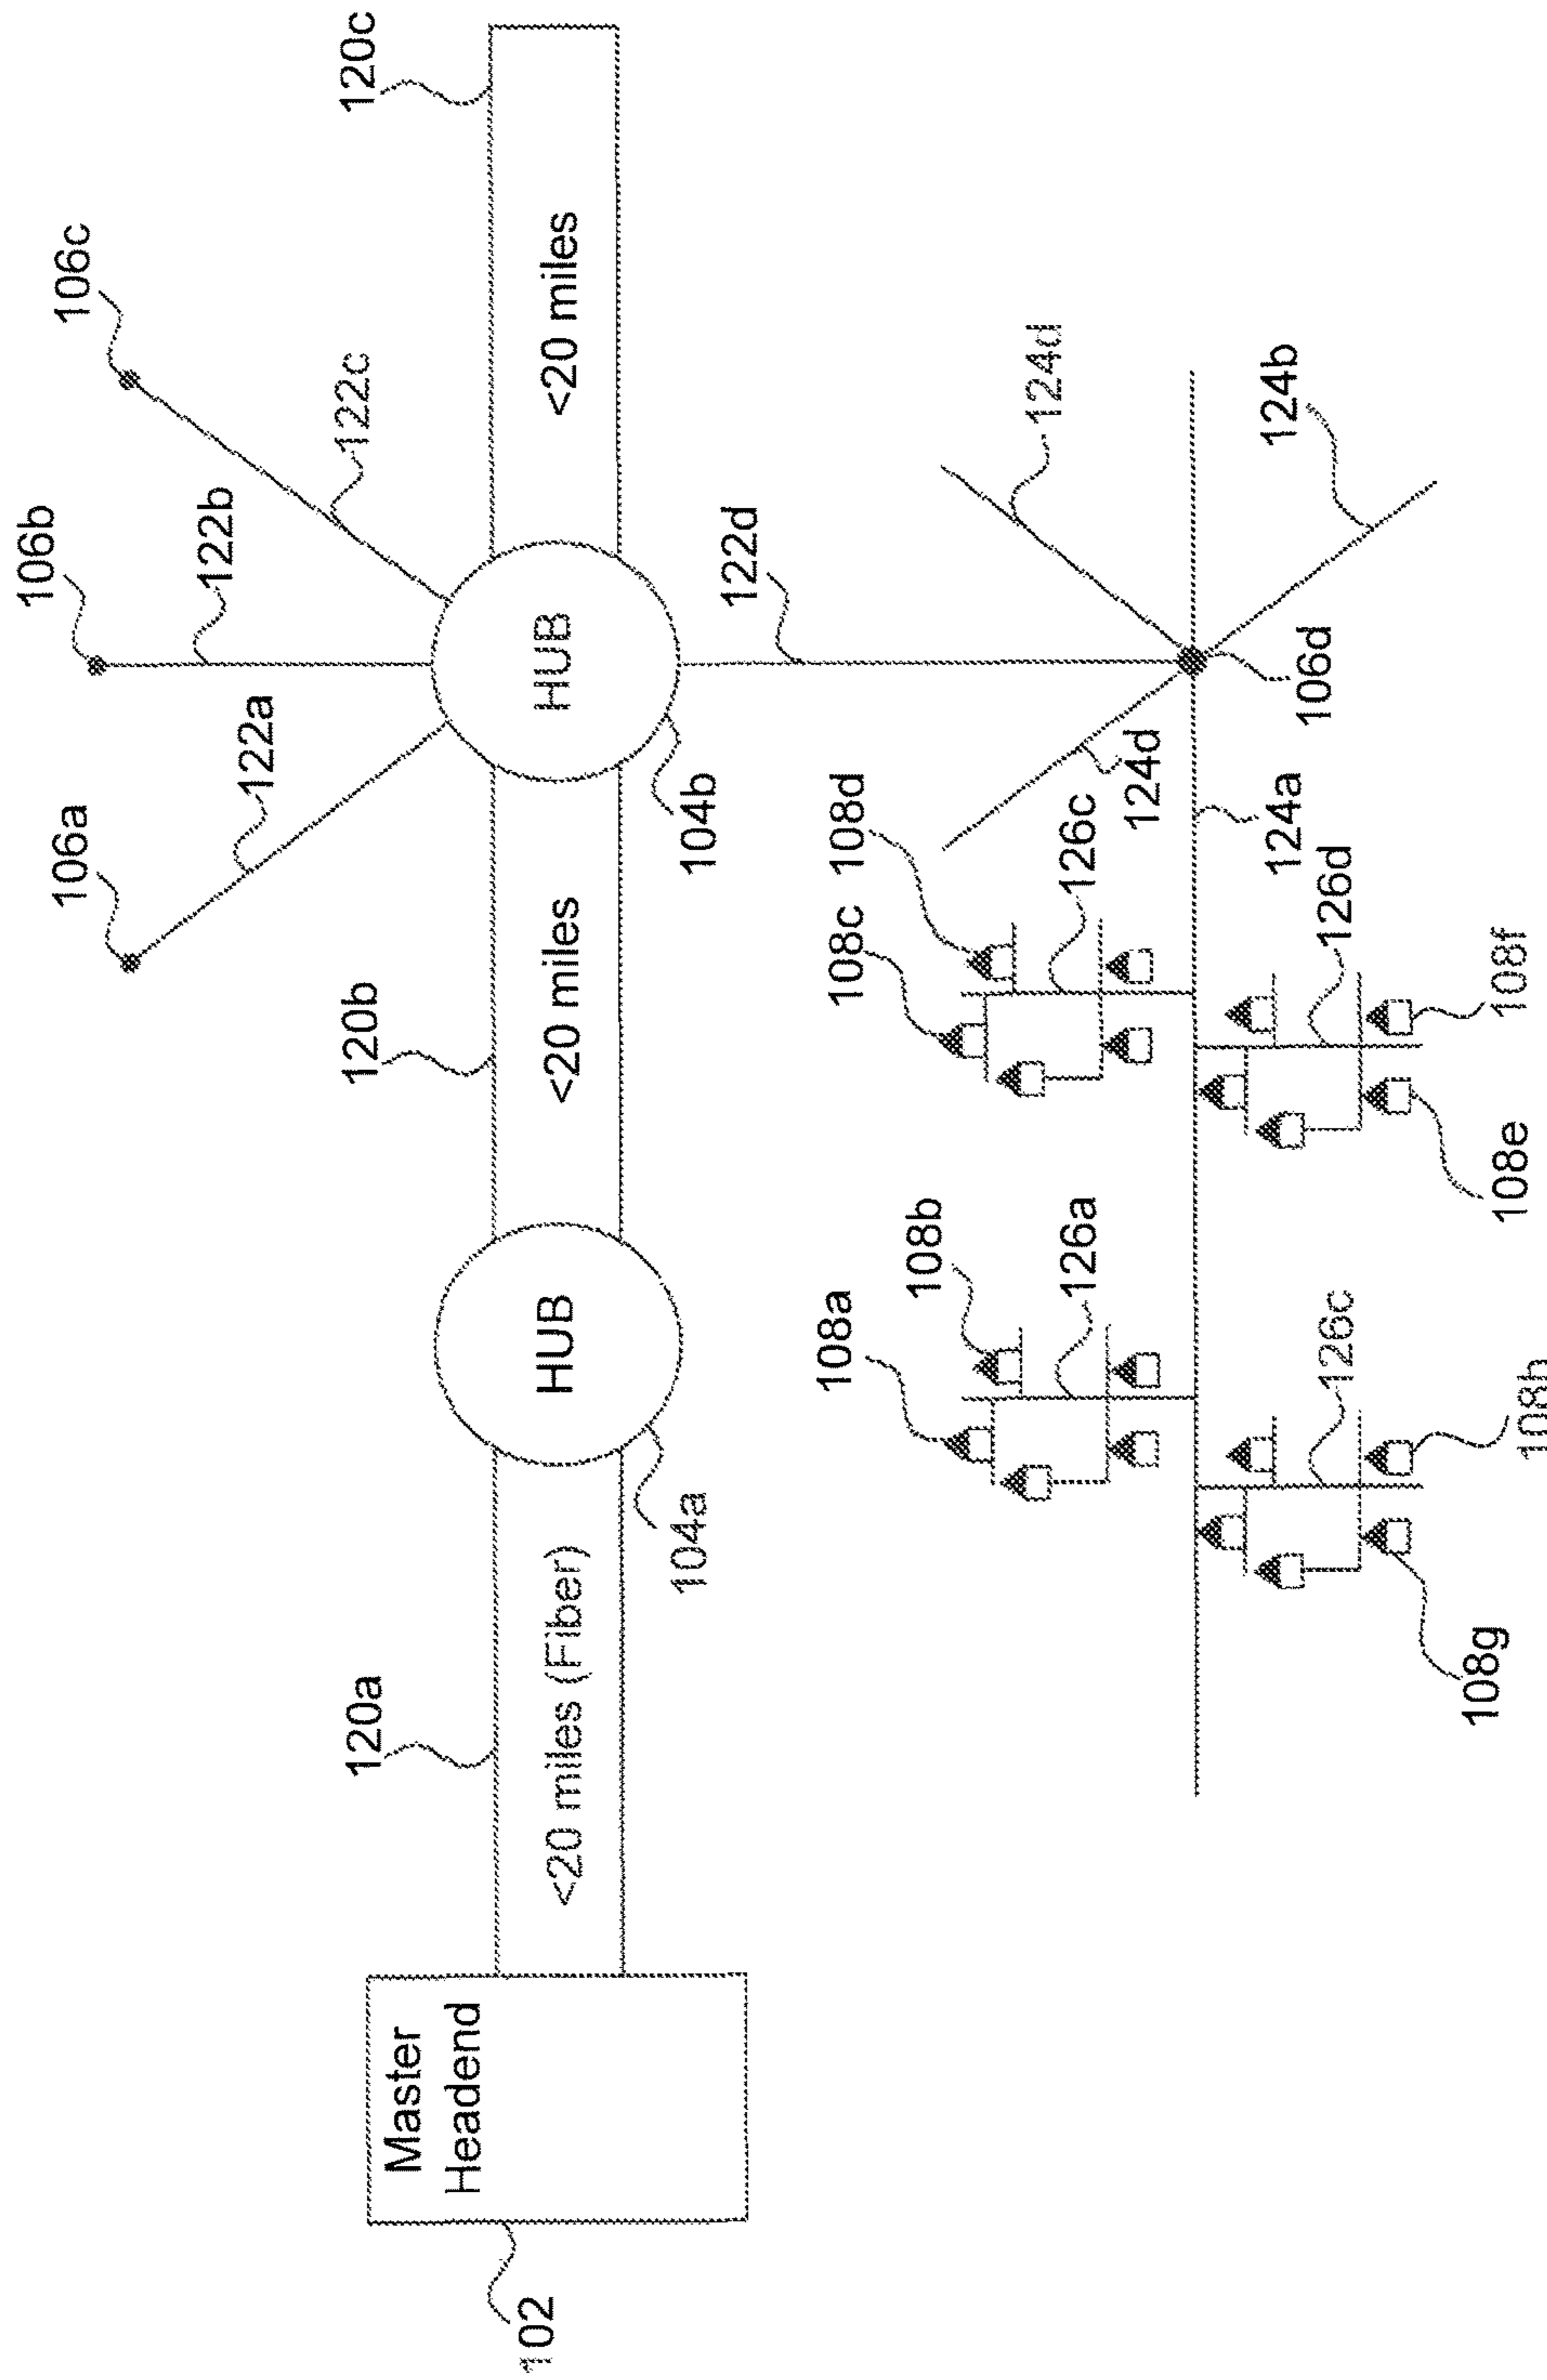 Master
Headend
102
120a
<20 miles (Fiber)
HUB
104a
120b
<20 miles
HUB
104b
120c
<20 miles
106a
122a
106b
122b
106c
122c
122d
106d
124d
124d
124b
124a
108a
108b
126a
108c
108d
126c
126d
108e
108f
126c
108g
108h